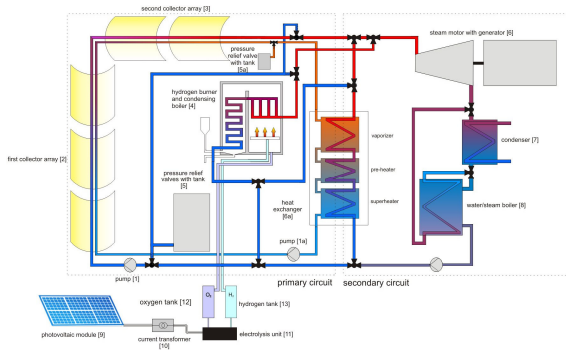 second collector array [3]
steam motor with generator [6]
pressure
relief valve
with tank
[5a]
hydrogen burner
and condensing
boiler [4]
first collector array [2]
vaporizer
condenser [7]
pre-heater
pressure relief
valves with tank
[5]
superheater
heat
exchanger
[6a]
water/steam boiler [8]
pump [1a]
pump [1]
primary circuit
secondary circuit
oxygen tank [12]
O₂
H₂
hydrogen tank [13]
photovoltaic module [9]
current transformer
[10]
electrolysis unit [11]